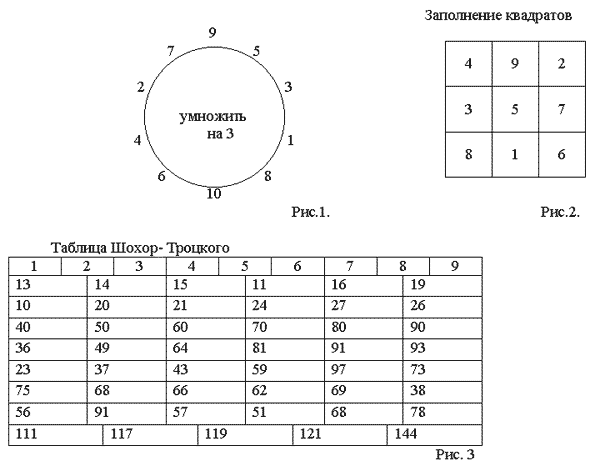 Заполнение квадратов
9
7 5
2 3
умножить
на 3
4 1
6 8
10
4 9 2
3 5 7
8 1 6
Рис.1.
Рис.2.
Таблица Шохор- Троцкого
1 2 3 4 5 6 7 8 9
13 14 15 11 16 19
10 20 21 24 27 26
40 50 60 70 80 90
36 49 64 81 91 93
23 37 43 59 97 73
75 68 66 62 69 38
56 91 57 51 68 78
111 117 119 121 144
Рис. 3